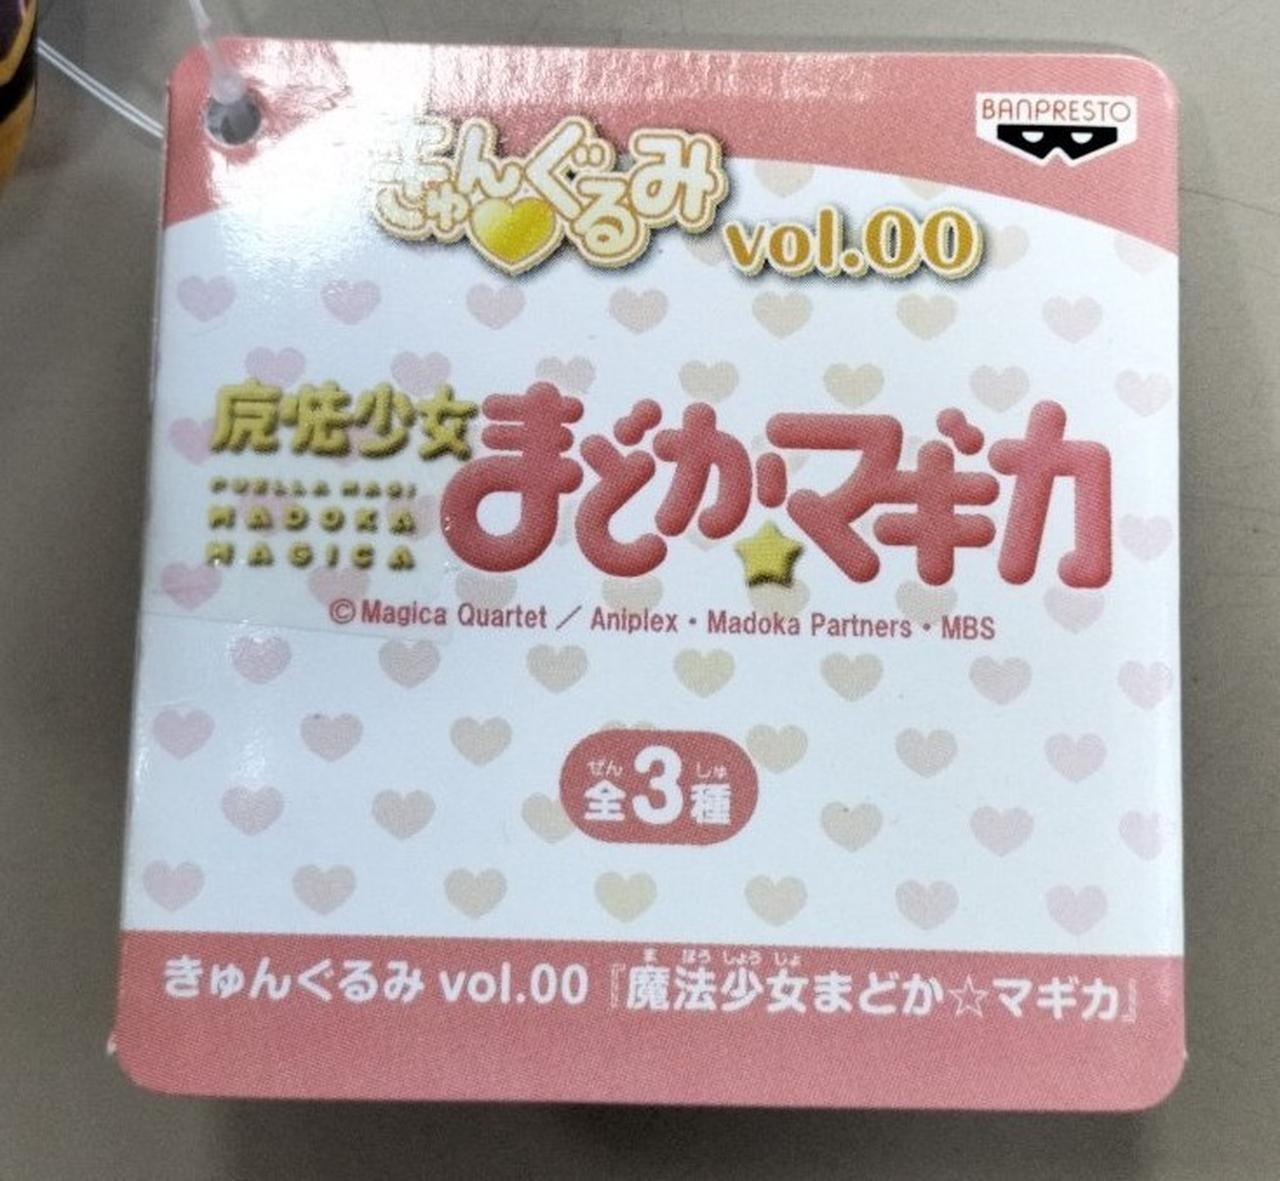 BANPRESTO
きゅんぐるみ vol.00
魔法少女まどか☆マギカ
PUELLA MAGI
MADOKA
MAGICA
©Magica Quartet / Aniplex・Madoka Partners・MBS
ぜん しゅ
全3種
ま ほう しょう じょ
きゅんぐるみ vol.00『魔法少女まどか☆マギカ』